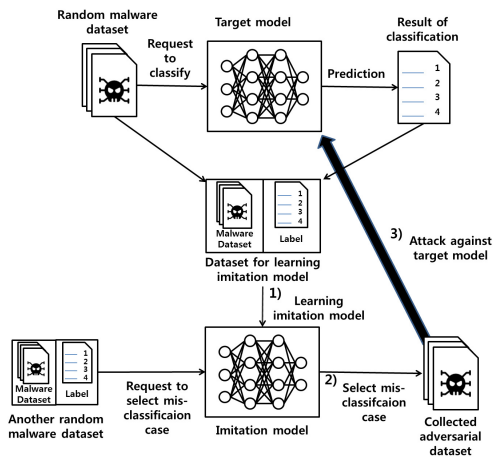 Random malware
dataset
Target model
Result of
classification
Request
to
classify
Prediction
1
2
3
4
Malware
Dataset
1
2
3
4
Label
Dataset for learning
imitation model
3) Attack against
target model
1)
Learning
imitation model
Malware
Dataset
1
2
3
4
Label
Another random
malware dataset
Request to
select mis-
classificaion
case
Imitation model
2)
Select mis-
classifcaion
case
Collected
adversarial
dataset